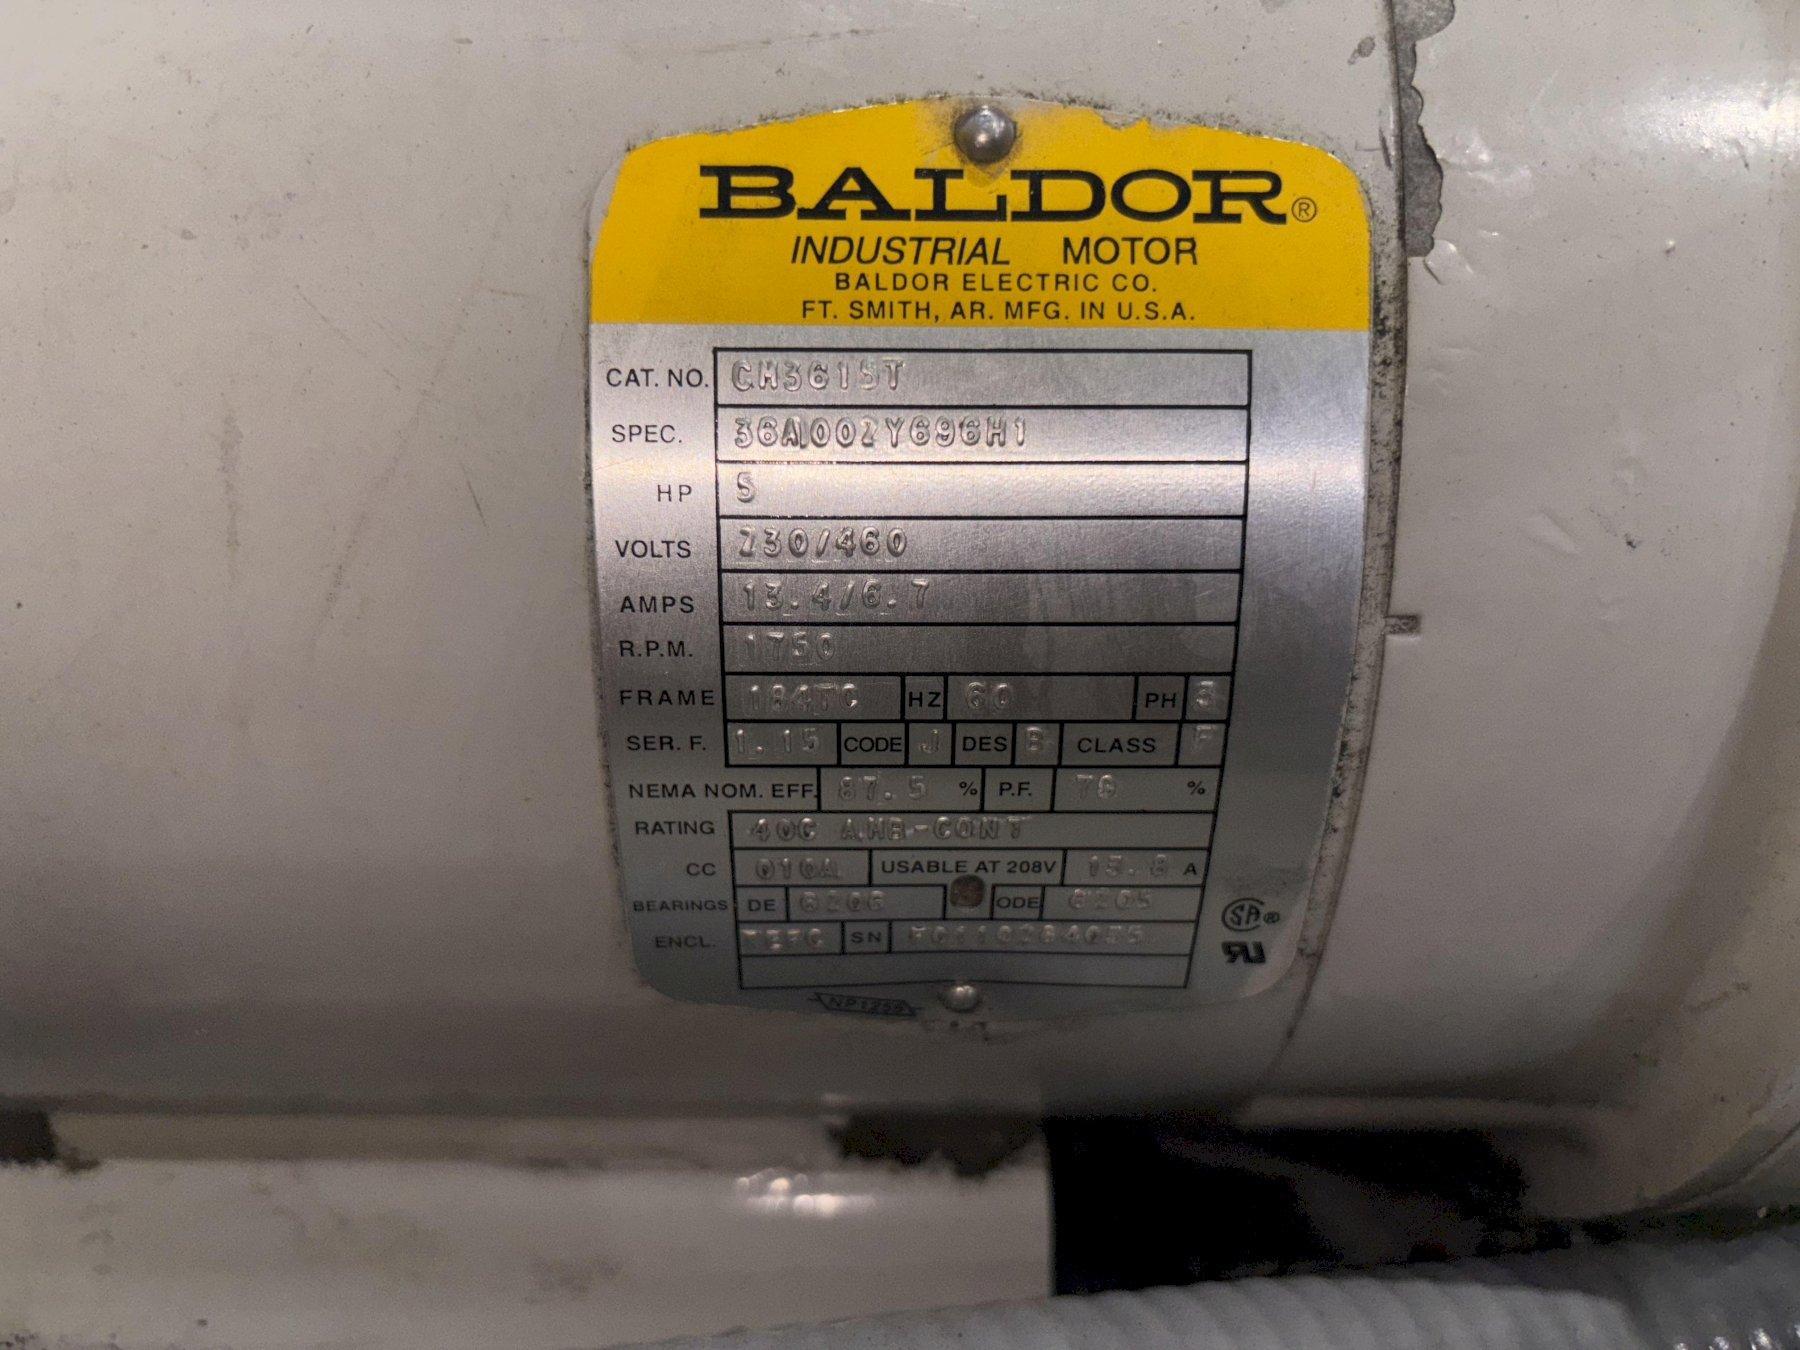 BALDOR®
INDUSTRIAL MOTOR
BALDOR ELECTRIC CO.
FT. SMITH, AR. MFG. IN U.S.A.
CAT. NO. CM3615T
SPEC. 36A002Y696H1
HP 5
VOLTS 230/460
AMPS 13.4/6.7
R.P.M. 1750
FRAME 184TC HZ 60 PH 3
SER. F. 1.15 CODE J DES B CLASS F
NEMA NOM. EFF. 87.5 % P.F. %
RATING 40C AMB-CONT
CC 010A USABLE AT 208V A
BEARINGS DE 6206 ODE 6205
ENCL. TEFC SN
SA®
NP1256